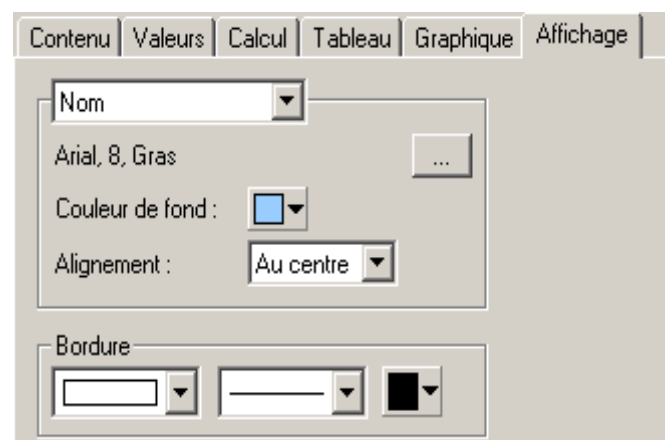 Contenu Valeurs Calcul Tableau Graphique Affichage
Nom
Arial, 8, Gras ...
Couleur de fond :
Alignement : Au centre
Bordure